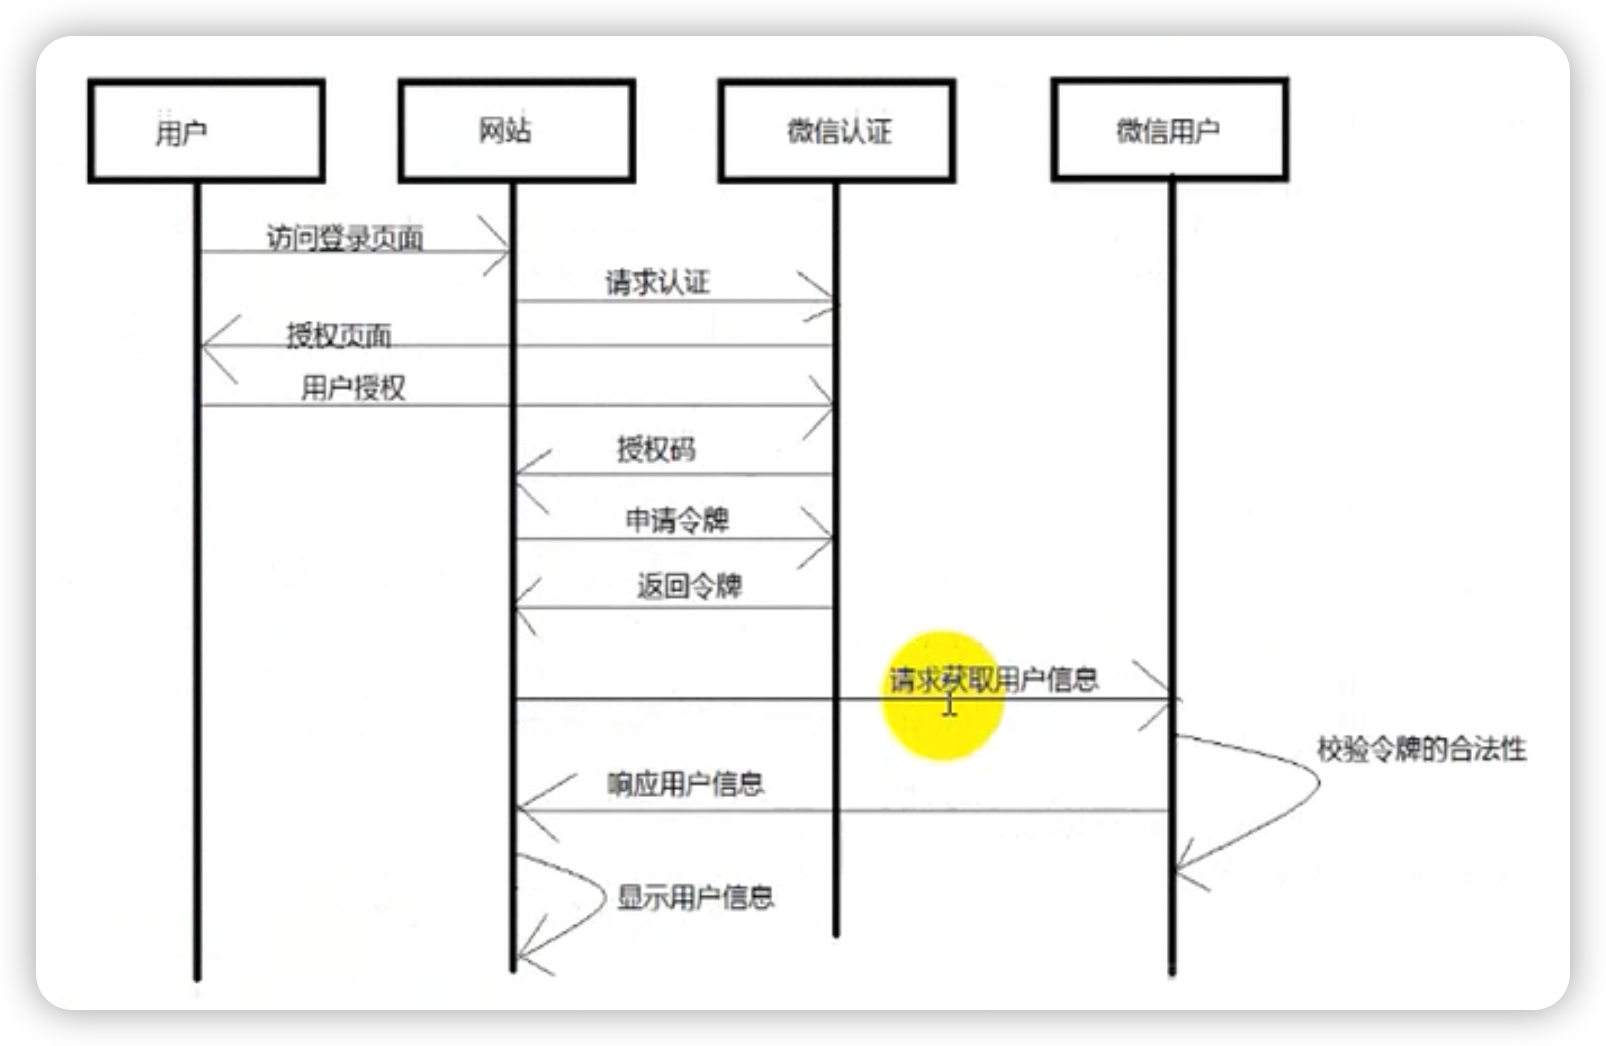 用户
网站
微信认证
微信用户
访问登录页面
请求认证
授权页面
用户授权
授权码
申请令牌
返回令牌
请求获取用户信息
校验令牌的合法性
响应用户信息
显示用户信息